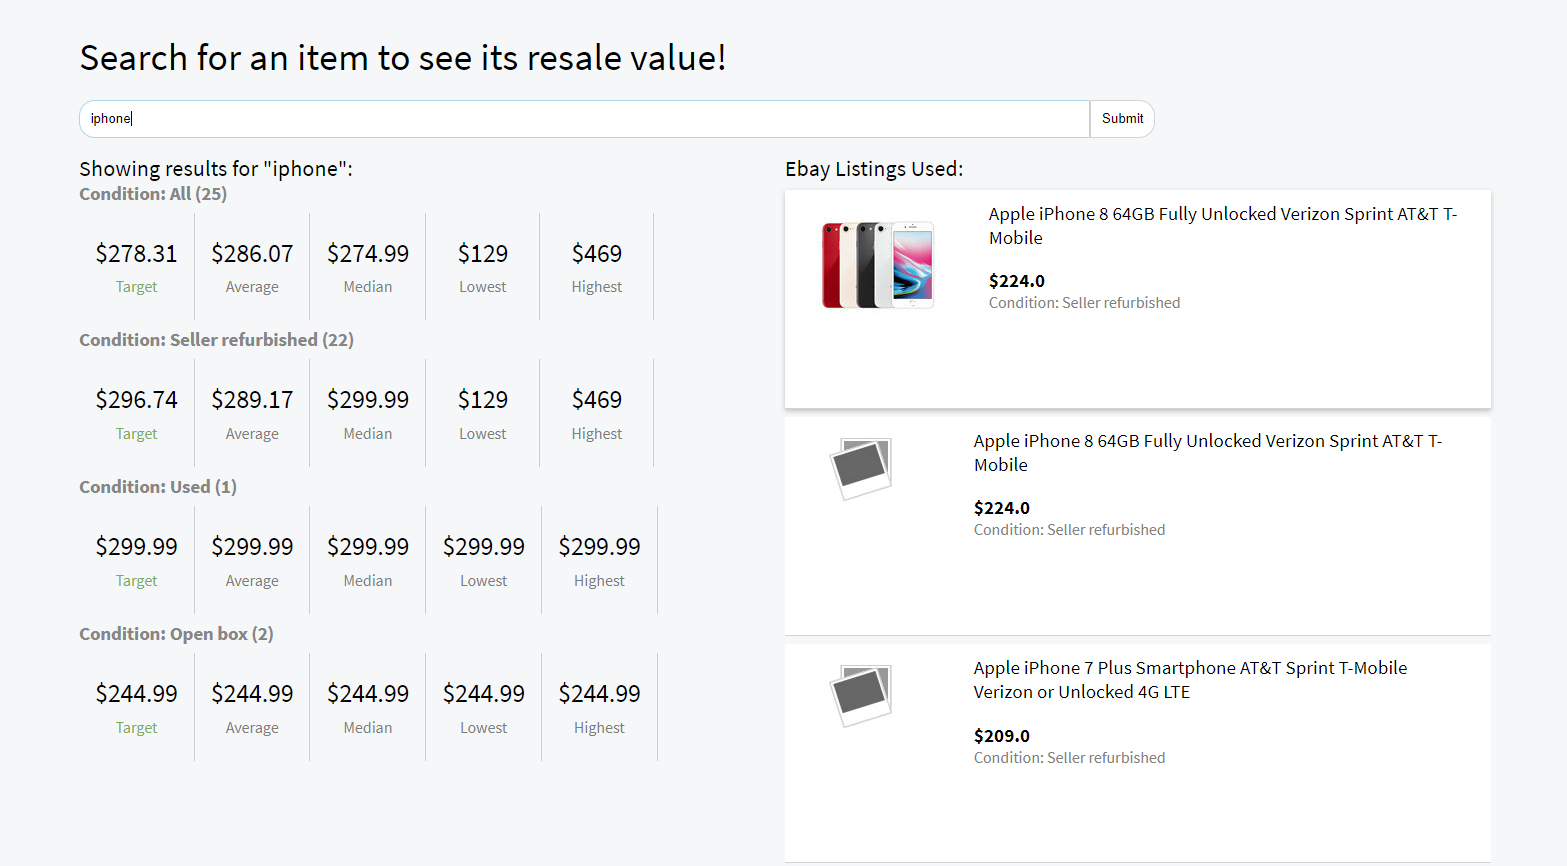 Search for an item to see its resale value!
iphone
Submit
Showing results for "iphone":
Condition: All (25)
$278.31 $286.07 $274.99 $129 $469
Target Average Median Lowest Highest
Condition: Seller refurbished (22)
$296.74 $289.17 $299.99 $129 $469
Target Average Median Lowest Highest
Condition: Used (1)
$299.99 $299.99 $299.99 $299.99 $299.99
Target Average Median Lowest Highest
Condition: Open box (2)
$244.99 $244.99 $244.99 $244.99 $244.99
Target Average Median Lowest Highest
Ebay Listings Used:
Apple iPhone 8 64GB Fully Unlocked Verizon Sprint AT&T T-
Mobile
$224.0
Condition: Seller refurbished
Apple iPhone 8 64GB Fully Unlocked Verizon Sprint AT&T T-
Mobile
$224.0
Condition: Seller refurbished
Apple iPhone 7 Plus Smartphone AT&T Sprint T-Mobile
Verizon or Unlocked 4G LTE
$209.0
Condition: Seller refurbished